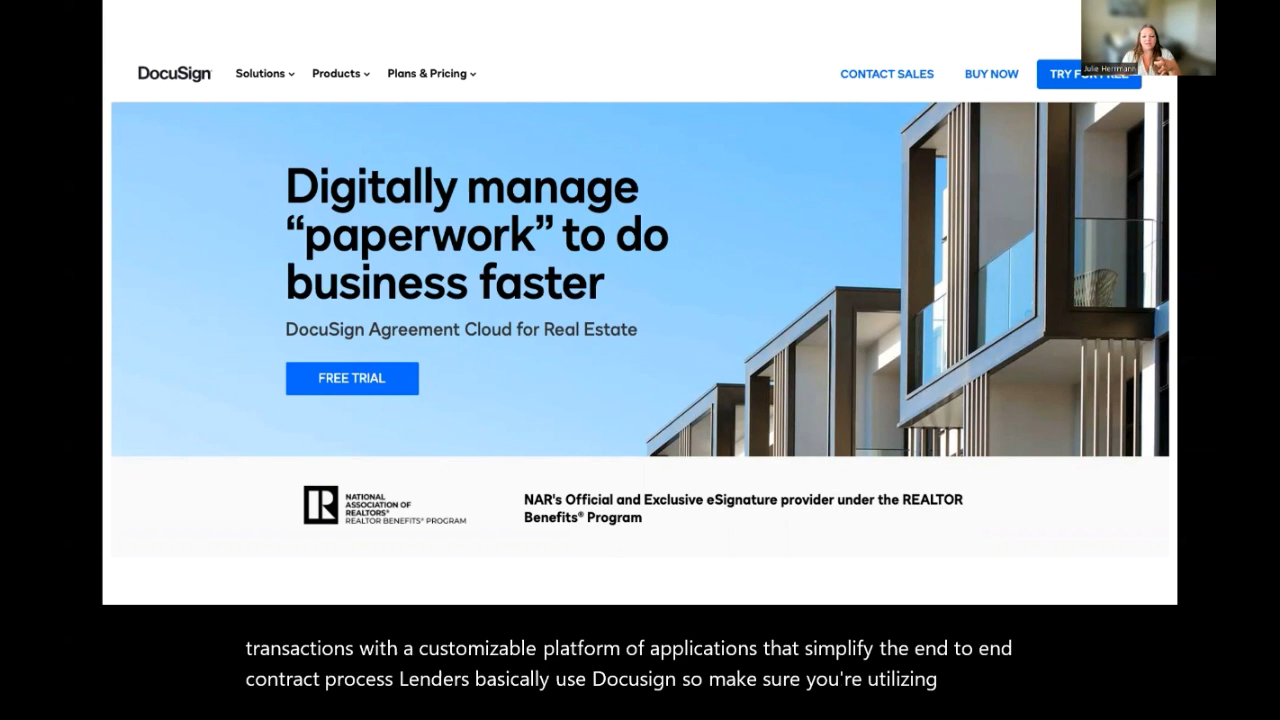 DocuSign
Solutions
Products
Plans & Pricing
CONTACT SALES
BUY NOW
TRY FOR FREE
Julie Herrmann
Digitally manage
“paperwork” to do
business faster
DocuSign Agreement Cloud for Real Estate
FREE TRIAL
NATIONAL
ASSOCIATION OF
REALTORS®
REALTOR BENEFITS® PROGRAM
NAR's Official and Exclusive eSignature provider under the REALTOR
Benefits® Program
transactions with a customizable platform of applications that simplify the end to end
contract process Lenders basically use Docusign so make sure you're utilizing